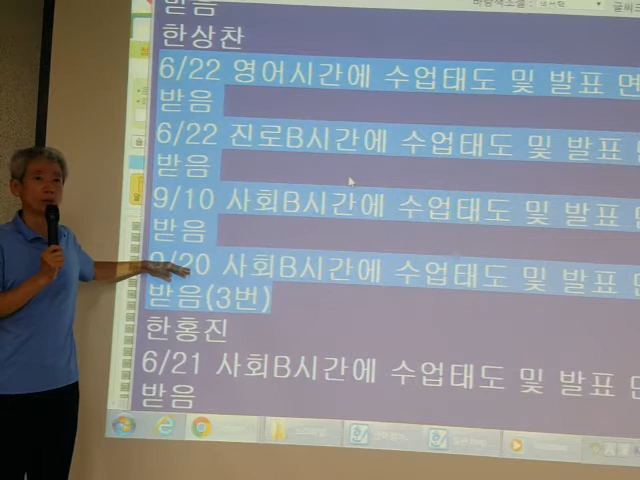 받음
한상찬
6/22 영어시간에 수업태도 및 발표 면
받음
6/22 진로B시간에 수업태도 및 발표
받음
9/10 사회B시간에 수업태도 및 발표
받음
9/20 사회B시간에 수업태도 및 발표
받음(3번)
한홍진
6/21 사회B시간에 수업태도 및 발표
받음